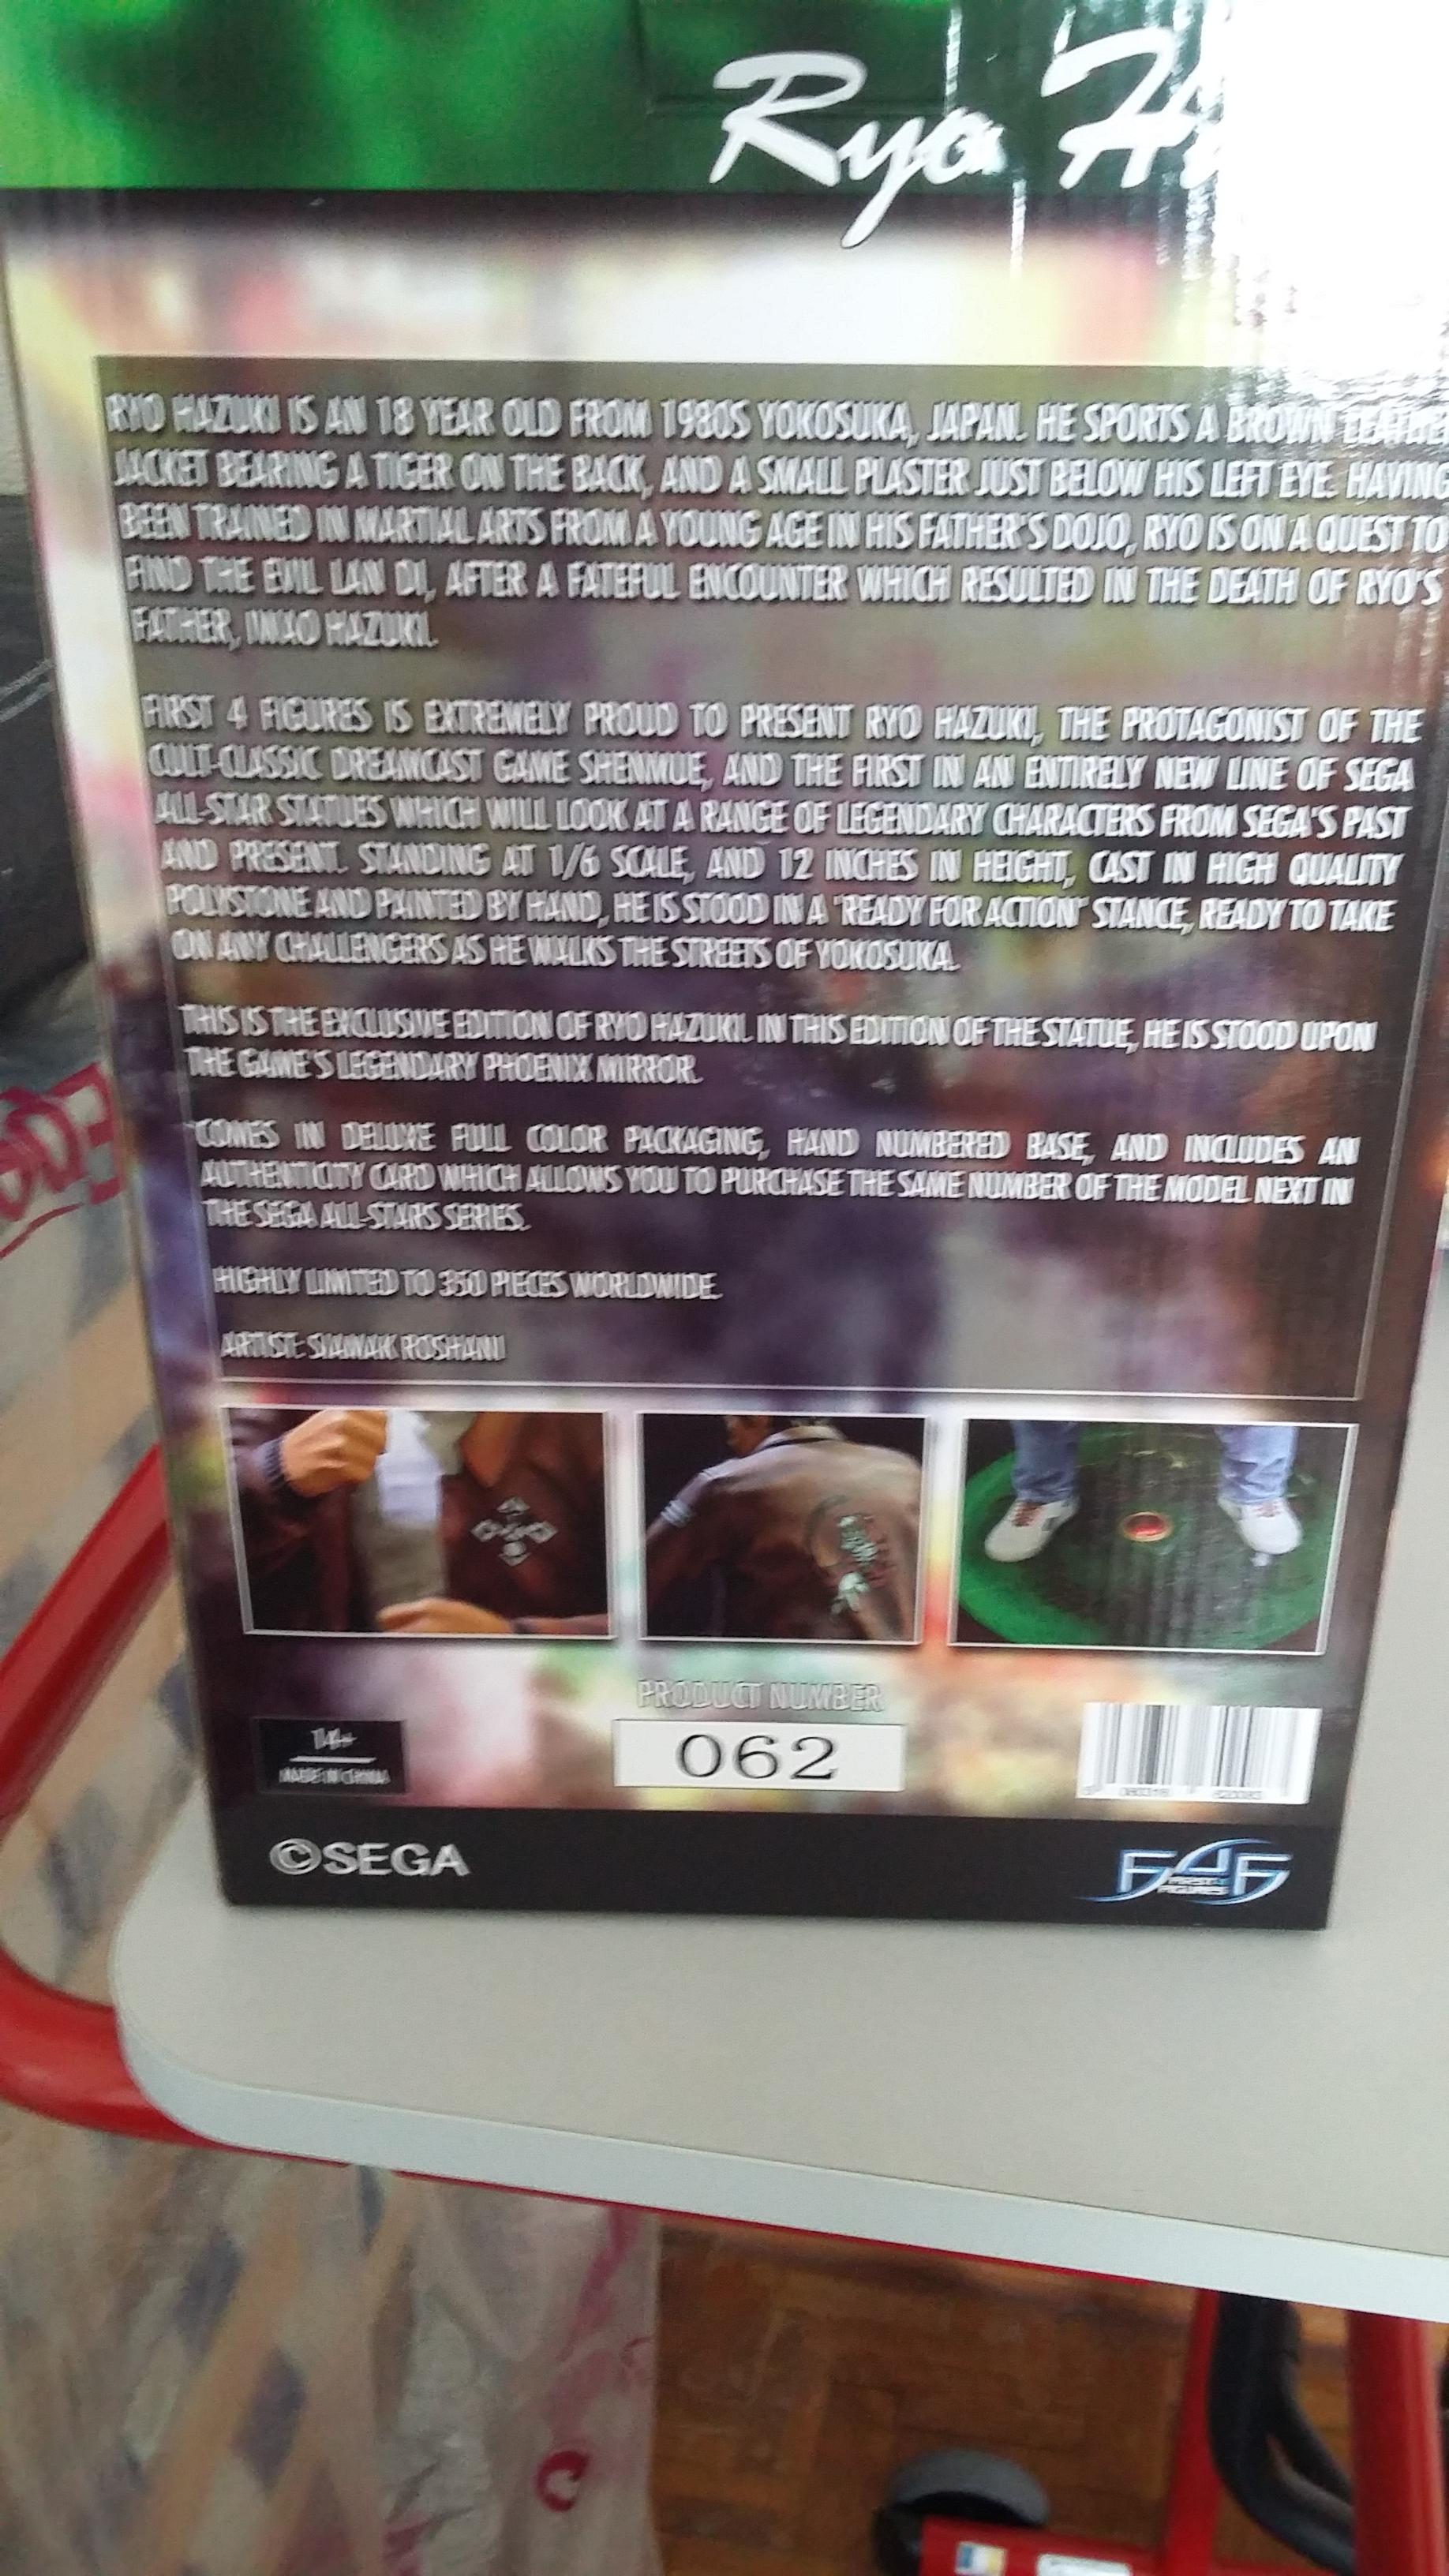 Ryo
RYO HAZUKI IS AN 18 YEAR OLD FROM 1980S YOKOSUKA, JAPAN. HE SPORTS A BROWN LEATHER
JACKET BEARING A TIGER ON THE BACK, AND A SMALL PLASTER JUST BELOW HIS LEFT EYE. HAVING
BEEN TRAINED IN MARTIAL ARTS FROM A YOUNG AGE IN HIS FATHER'S DOJO, RYO IS ON A QUEST TO
FIND THE EVIL LAN DI, AFTER A FATEFUL ENCOUNTER WHICH RESULTED IN THE DEATH OF RYO'S
FATHER, IWAO HAZUKI.
FIRST 4 FIGURES IS EXTREMELY PROUD TO PRESENT RYO HAZUKI, THE PROTAGONIST OF THE
CULT-CLASSIC DREAMCAST GAME SHENMUE, AND THE FIRST IN AN ENTIRELY NEW LINE OF SEGA
ALL-STAR STATUES WHICH WILL LOOK AT A RANGE OF LEGENDARY CHARACTERS FROM SEGA'S PAST
AND PRESENT. STANDING AT 1/6 SCALE, AND 12 INCHES IN HEIGHT, CAST IN HIGH QUALITY
POLYSTONE AND PAINTED BY HAND, HE IS STOOD IN A 'READY FOR ACTION' STANCE, READY TO TAKE
ON ANY CHALLENGERS AS HE WALKS THE STREETS OF YOKOSUKA.
THIS IS THE EXCLUSIVE EDITION OF RYO HAZUKI. IN THIS EDITION OF THE STATUE, HE IS STOOD UPON
THE GAME'S LEGENDARY PHOENIX MIRROR.
COMES IN DELUXE FULL COLOR PACKAGING, HAND NUMBERED BASE, AND INCLUDES AN
AUTHENTICITY CARD WHICH ALLOWS YOU TO PURCHASE THE SAME NUMBER OF THE MODEL NEXT IN
THE SEGA ALL-STARS SERIES.
HIGHLY LIMITED TO 350 PIECES WORLDWIDE.
ARTIST: SIAMAK ROSHANI
PRODUCT NUMBER
062
14+
MADE IN CHINA
©SEGA
F4F
FIRST 4
FIGURES